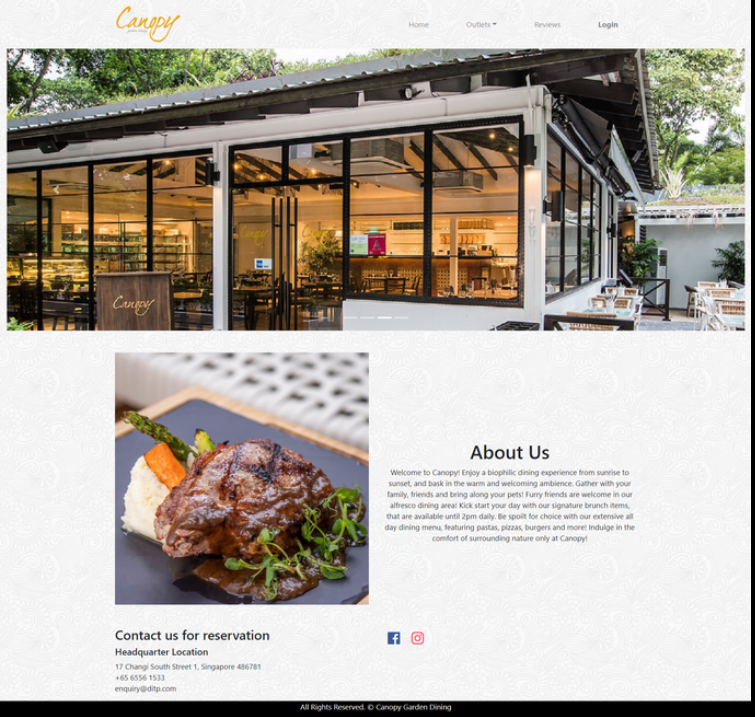 Canopy
Home Outlets Reviews Login
Canopy
Canopy
About Us
Welcome to Canopy! Enjoy a biophilic dining experience from sunrise to
sunset, and bask in the warm and welcoming ambience. Gather with your
family, friends and bring along your pets! Furry friends are welcome in our
alfresco dining area! Kick start your day with our signature brunch items,
that are available until 2pm daily. Be spoilt for choice with our extensive all
day dining menu, featuring pastas, pizzas, burgers and more! Indulge in the
comfort of surrounding nature only at Canopy!
Contact us for reservation
Headquarter Location
17 Changi South Street 1, Singapore 486781
+65 6556 1533
enquiry@ditp.com
All Rights Reserved. © Canopy Garden Dining